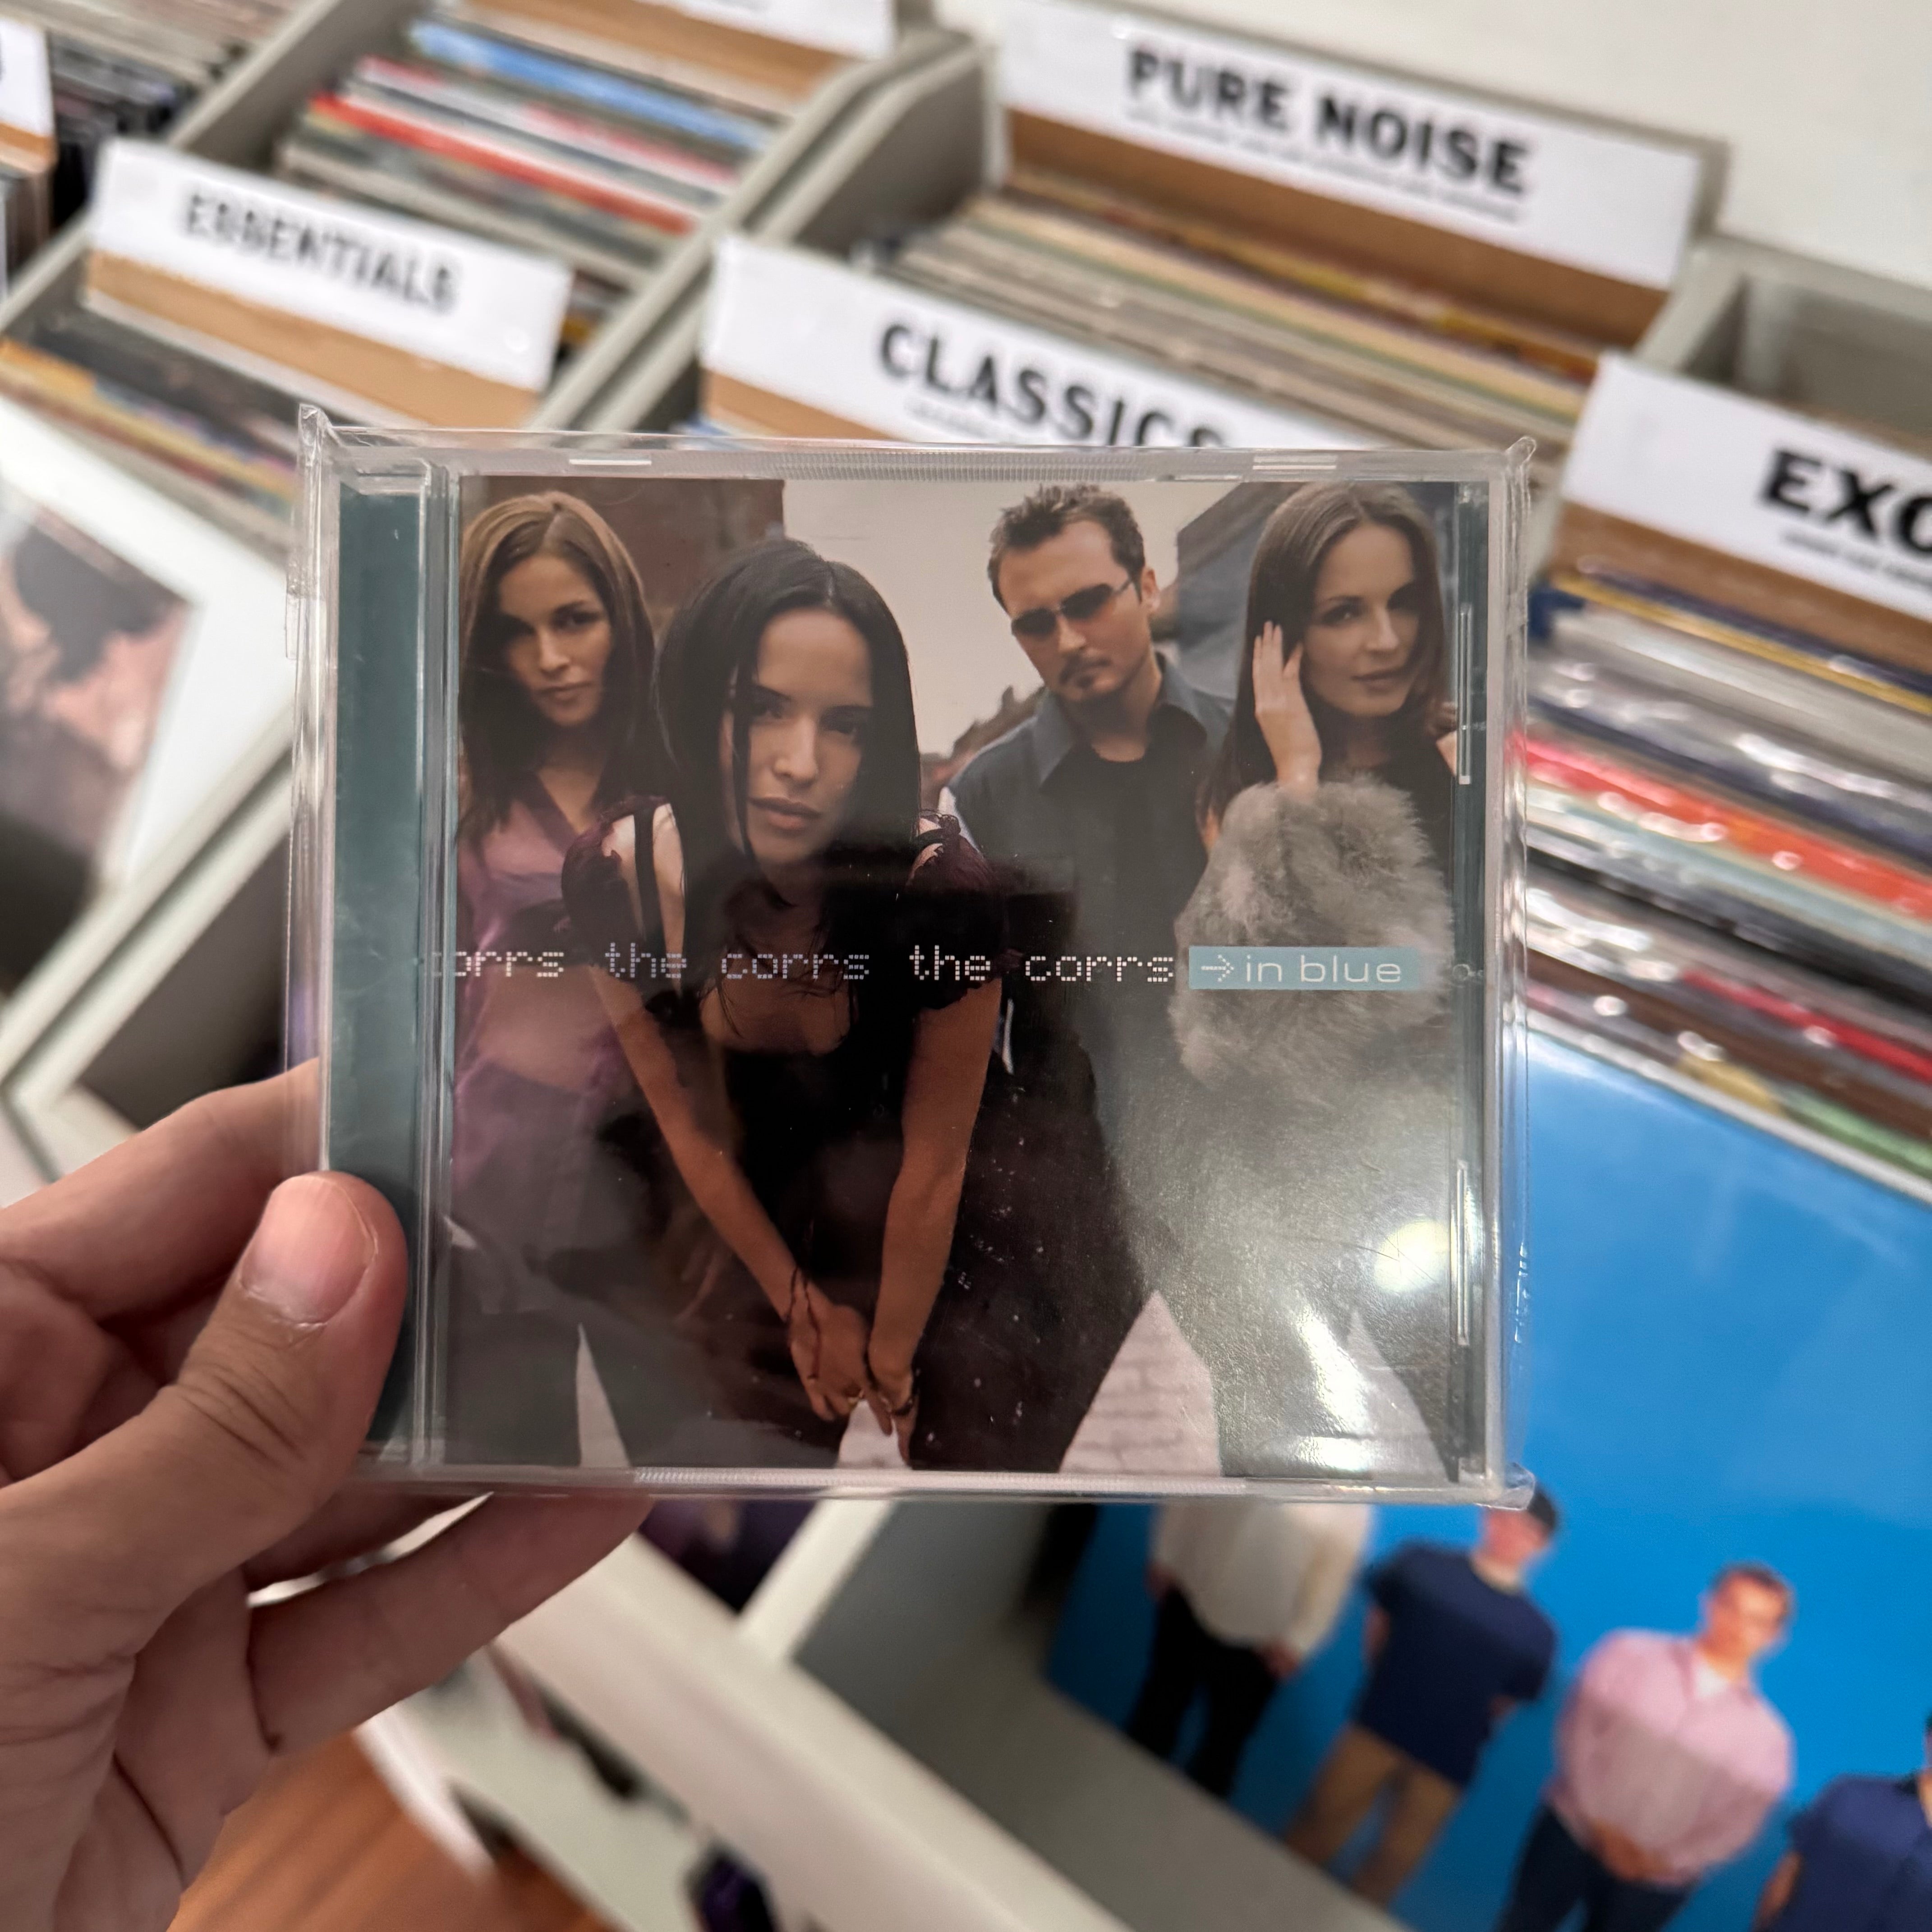 PURE NOISE
ESSENTIALS
CLASSICS
EXC
orrs the corrs the corrs →in blue